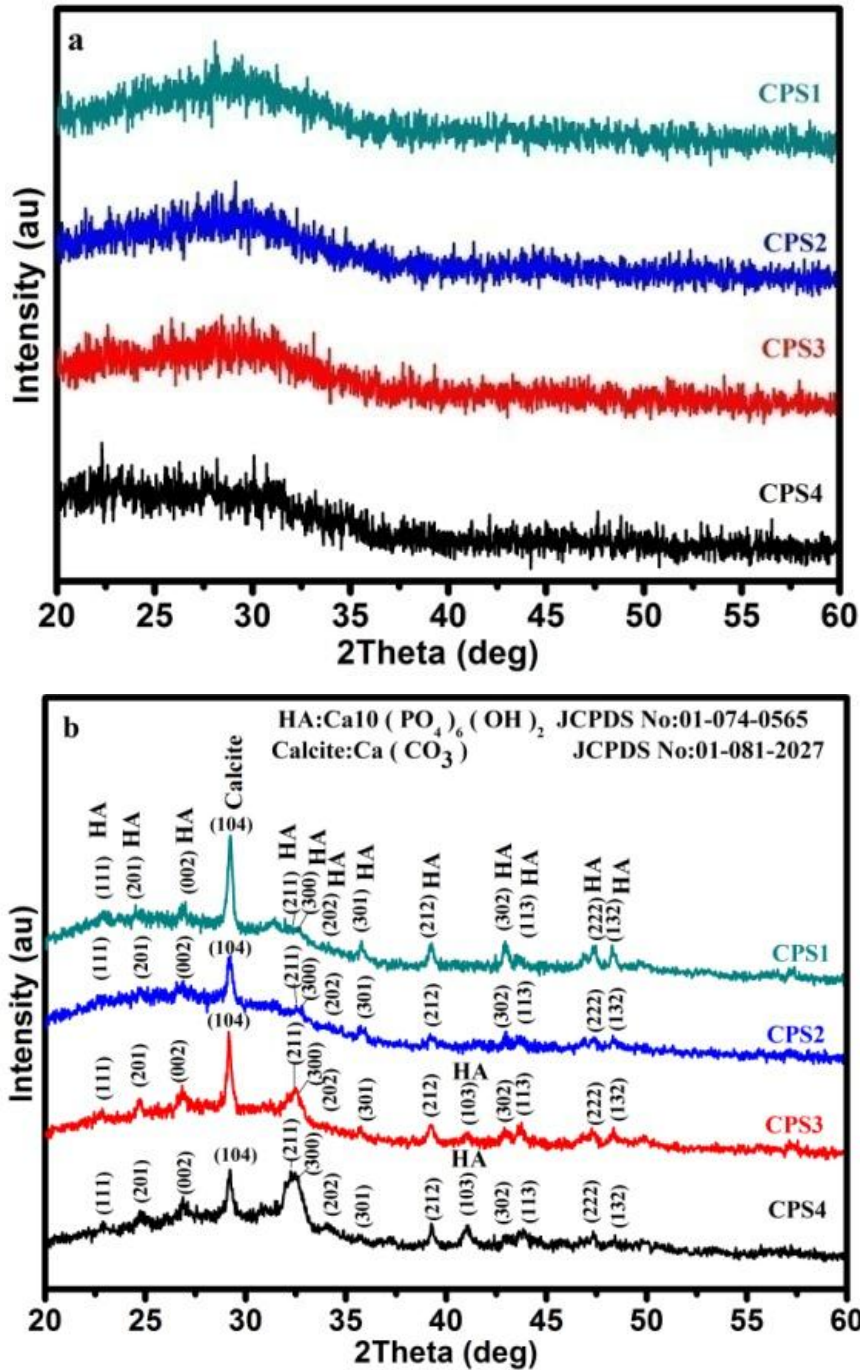 a
CPS1
CPS2
CPS3
CPS4
Intensity (au)
20 25 30 35 40 45 50 55 60
2Theta (deg)
b
HA:Ca10 ( PO4 )6 ( OH )2 JCPDS No:01-074-0565
Calcite:Ca ( CO3 ) JCPDS No:01-081-2027
(111) HA
(201) HA
(002) HA
Calcite
(104)
(211) HA
(300) HA
(202) HA
(301) HA
(212) HA
(302) HA
(113) HA
(222) HA
(132) HA
CPS1
(111) (201) (002) (104) (211) (300) (202) (301) (212) (302) (113) (222) (132)
CPS2
(111) (201) (002) (104) (211) (300) (202) (301) (212) (103) HA (302) (113) (222) (132)
CPS3
(111) (201) (002) (104) (211) (300) (202) (301) (212) (103) HA (302) (113) (222) (132)
CPS4
Intensity (au)
20 25 30 35 40 45 50 55 60
2Theta (deg)